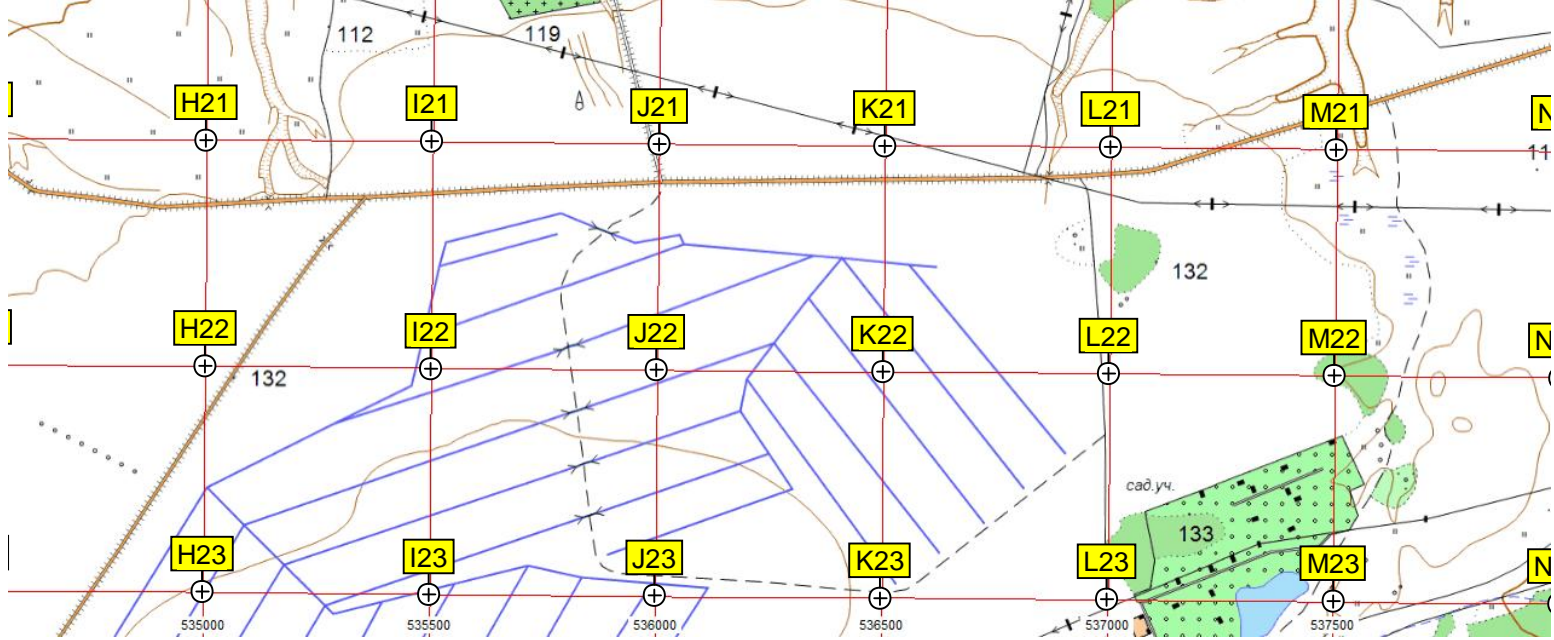 112
119
H21
I21
J21
K21
L21
M21
N
11
132
H22
I22
J22
K22
L22
M22
N
132
сад.уч.
133
H23
I23
J23
K23
L23
M23
N
535000
535500
536000
536500
537000
537500